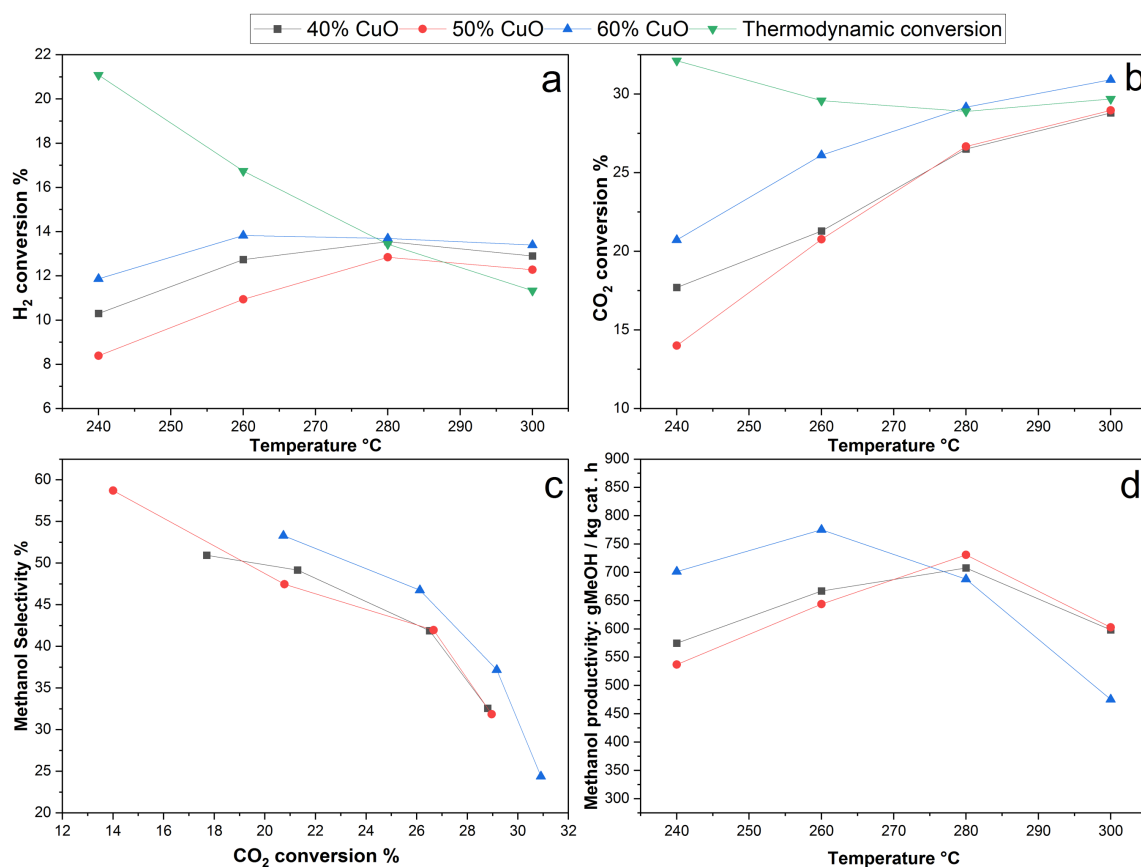 40% CuO 50% CuO 60% CuO Thermodynamic conversion
a
22
20
18
16
14
12
10
8
6
H2 conversion %
240 250 260 270 280 290 300
Temperature °C
b
30
25
20
15
10
CO2 conversion %
240 250 260 270 280 290 300
Temperature °C
c
60
55
50
45
40
35
30
25
20
Methanol Selectivity %
12 14 16 18 20 22 24 26 28 30 32
CO2 conversion %
d
900
850
800
750
700
650
600
550
500
450
400
350
300
Methanol productivity: gMeOH / kg cat . h
240 250 260 270 280 290 300
Temperature °C